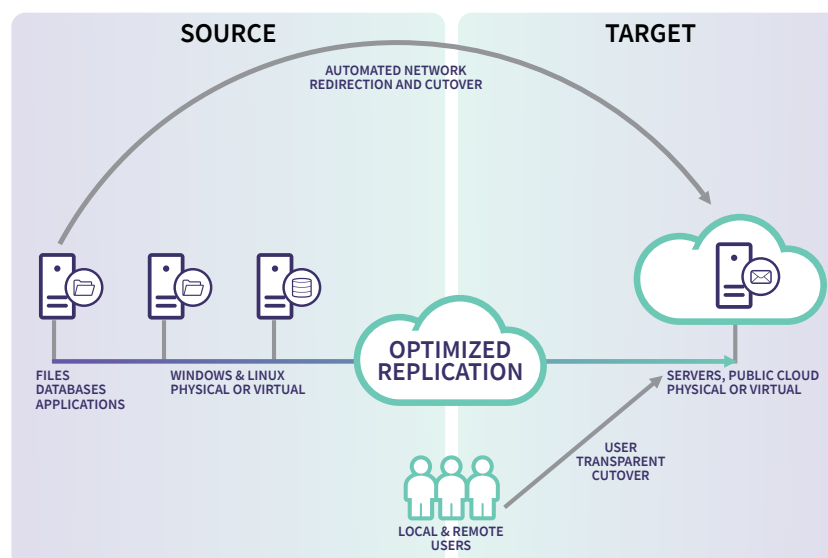 SOURCE
TARGET
AUTOMATED NETWORK
REDIRECTION AND CUTOVER
OPTIMIZED
REPLICATION
FILES
DATABASES
APPLICATIONS
WINDOWS & LINUX
PHYSICAL OR VIRTUAL
SERVERS, PUBLIC CLOUD
PHYSICAL OR VIRTUAL
USER
TRANSPARENT
CUTOVER
LOCAL & REMOTE
USERS